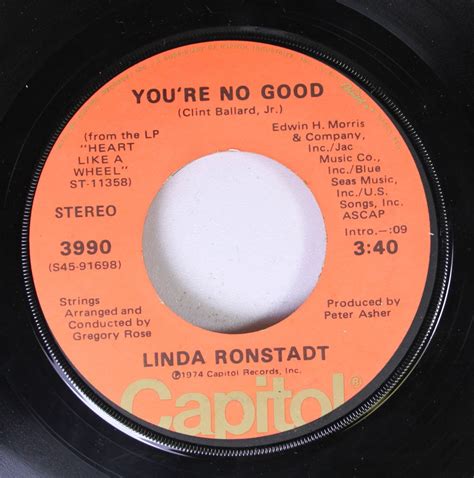 YOU'RE NO GOOD
(Clint Ballard, Jr.)
(from the LP
"HEART
LIKE A
WHEEL"
ST-11358)
STEREO
3990
(S45-91698)
Strings
Arranged and
Conducted by
Gregory Rose
Edwin H. Morris
& Company,
Inc./Jac
Music Co.,
Inc./Blue
Seas Music,
Inc./U.S.
Songs, Inc.
ASCAP
Intro.-:09
3:40
Produced by
Peter Asher
LINDA RONSTADT
℗1974 Capitol Records, Inc.
Capitol®